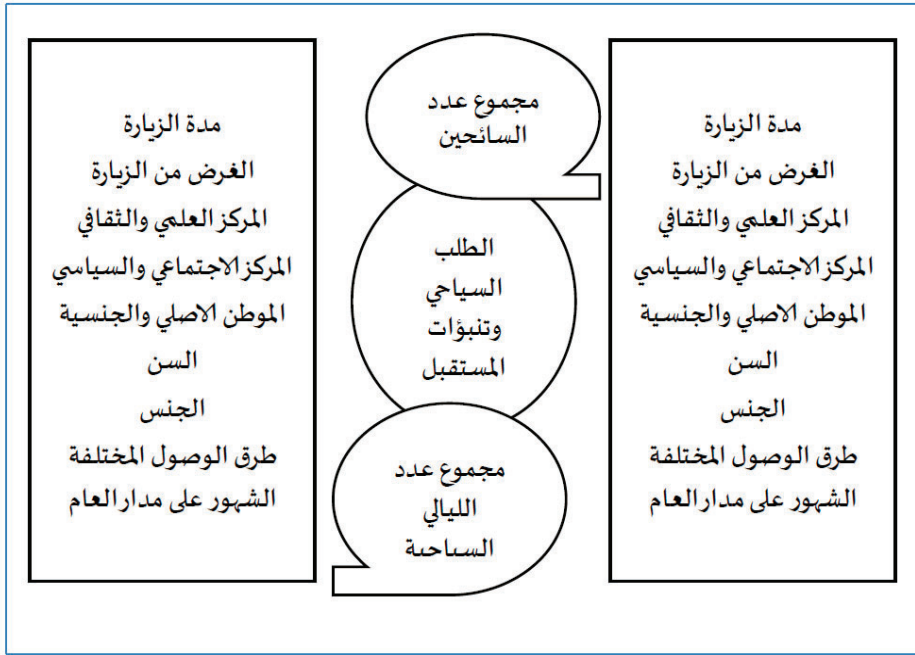 مدة الزيارة
الغرض من الزيارة
المركز العلمي والثقافي
المركز الاجتماعي والسياسي
الموطن الاصلي والجنسية
السن
الجنس
طرق الوصول المختلفة
الشهور على مدار العام
مجموع عدد
السائحين
الطلب
السياحي
وتنبؤات
المستقبل
مجموع عدد
الليالي
السياحية
مدة الزيارة
الغرض من الزيارة
المركز العلمي والثقافي
المركز الاجتماعي والسياسي
الموطن الاصلي والجنسية
السن
الجنس
طرق الوصول المختلفة
الشهور على مدار العام